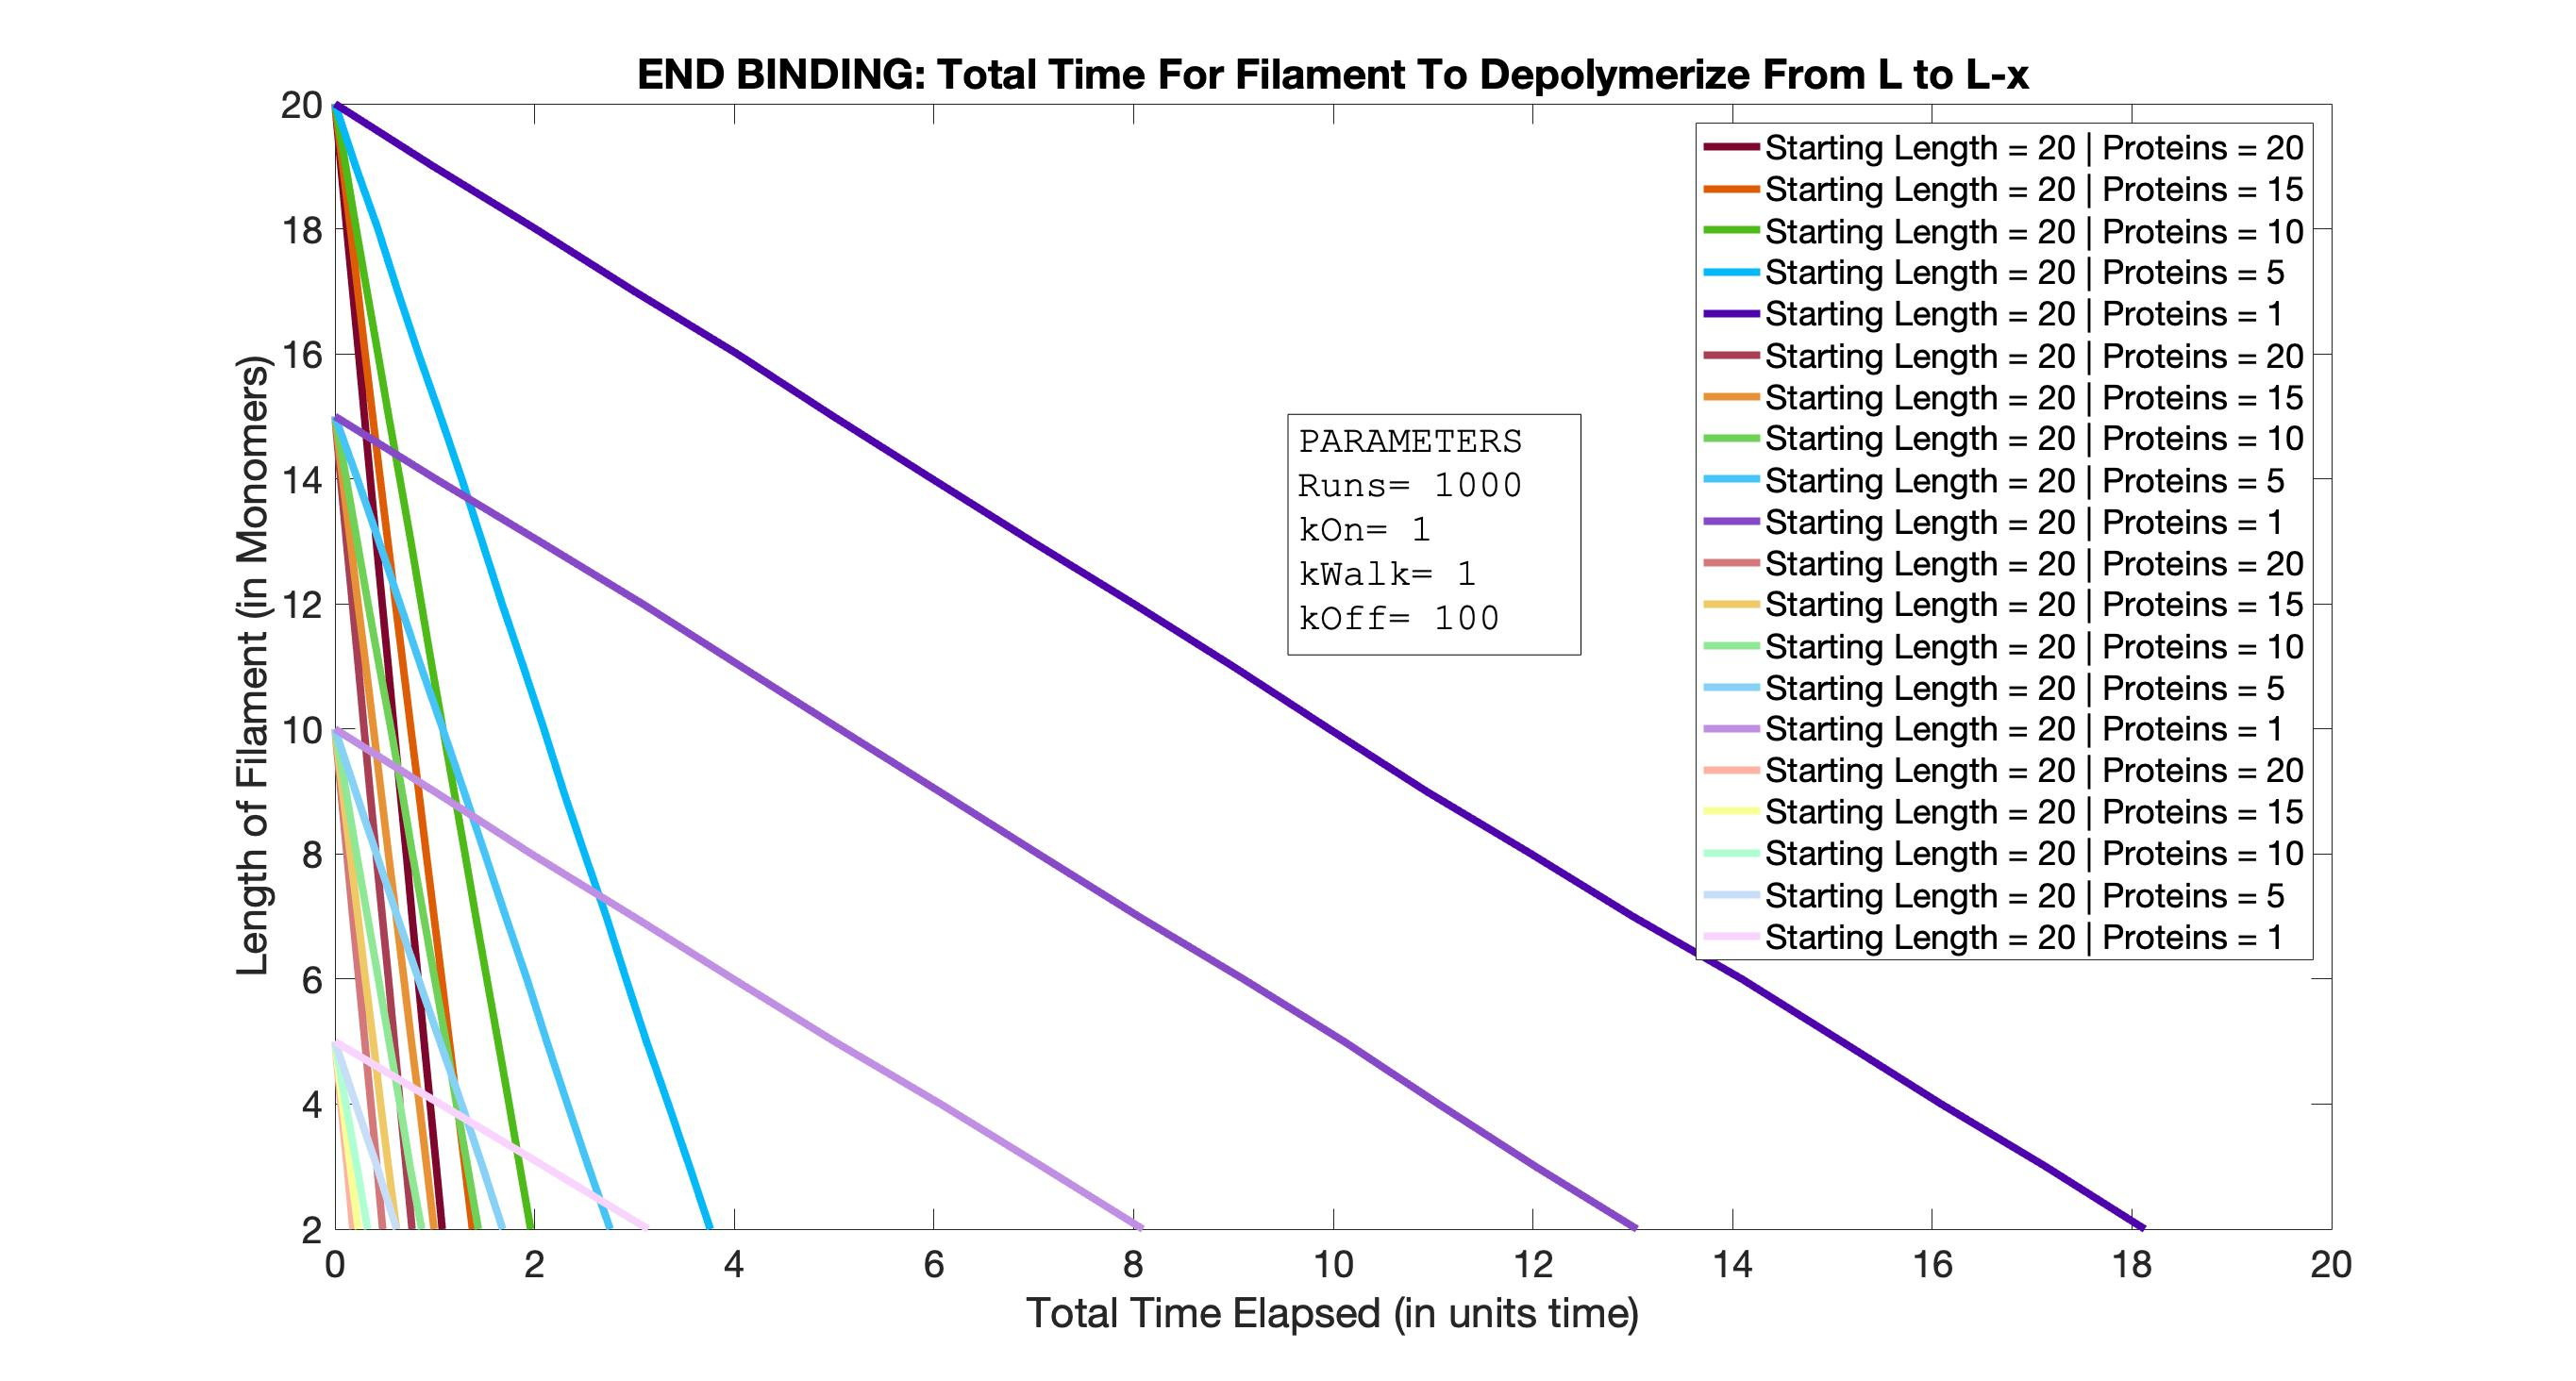 END BINDING: Total Time For Filament To Depolymerize From L to L-x
20
18
16
14
12
10
8
6
4
2
Length of Filament (in Monomers)
0 2 4 6 8 10 12 14 16 18 20
Total Time Elapsed (in units time)
PARAMETERS
Runs= 1000
kOn= 1
kWalk= 1
kOff= 100
Starting Length = 20 | Proteins = 20
Starting Length = 20 | Proteins = 15
Starting Length = 20 | Proteins = 10
Starting Length = 20 | Proteins = 5
Starting Length = 20 | Proteins = 1
Starting Length = 20 | Proteins = 20
Starting Length = 20 | Proteins = 15
Starting Length = 20 | Proteins = 10
Starting Length = 20 | Proteins = 5
Starting Length = 20 | Proteins = 1
Starting Length = 20 | Proteins = 20
Starting Length = 20 | Proteins = 15
Starting Length = 20 | Proteins = 10
Starting Length = 20 | Proteins = 5
Starting Length = 20 | Proteins = 1
Starting Length = 20 | Proteins = 20
Starting Length = 20 | Proteins = 15
Starting Length = 20 | Proteins = 10
Starting Length = 20 | Proteins = 5
Starting Length = 20 | Proteins = 1